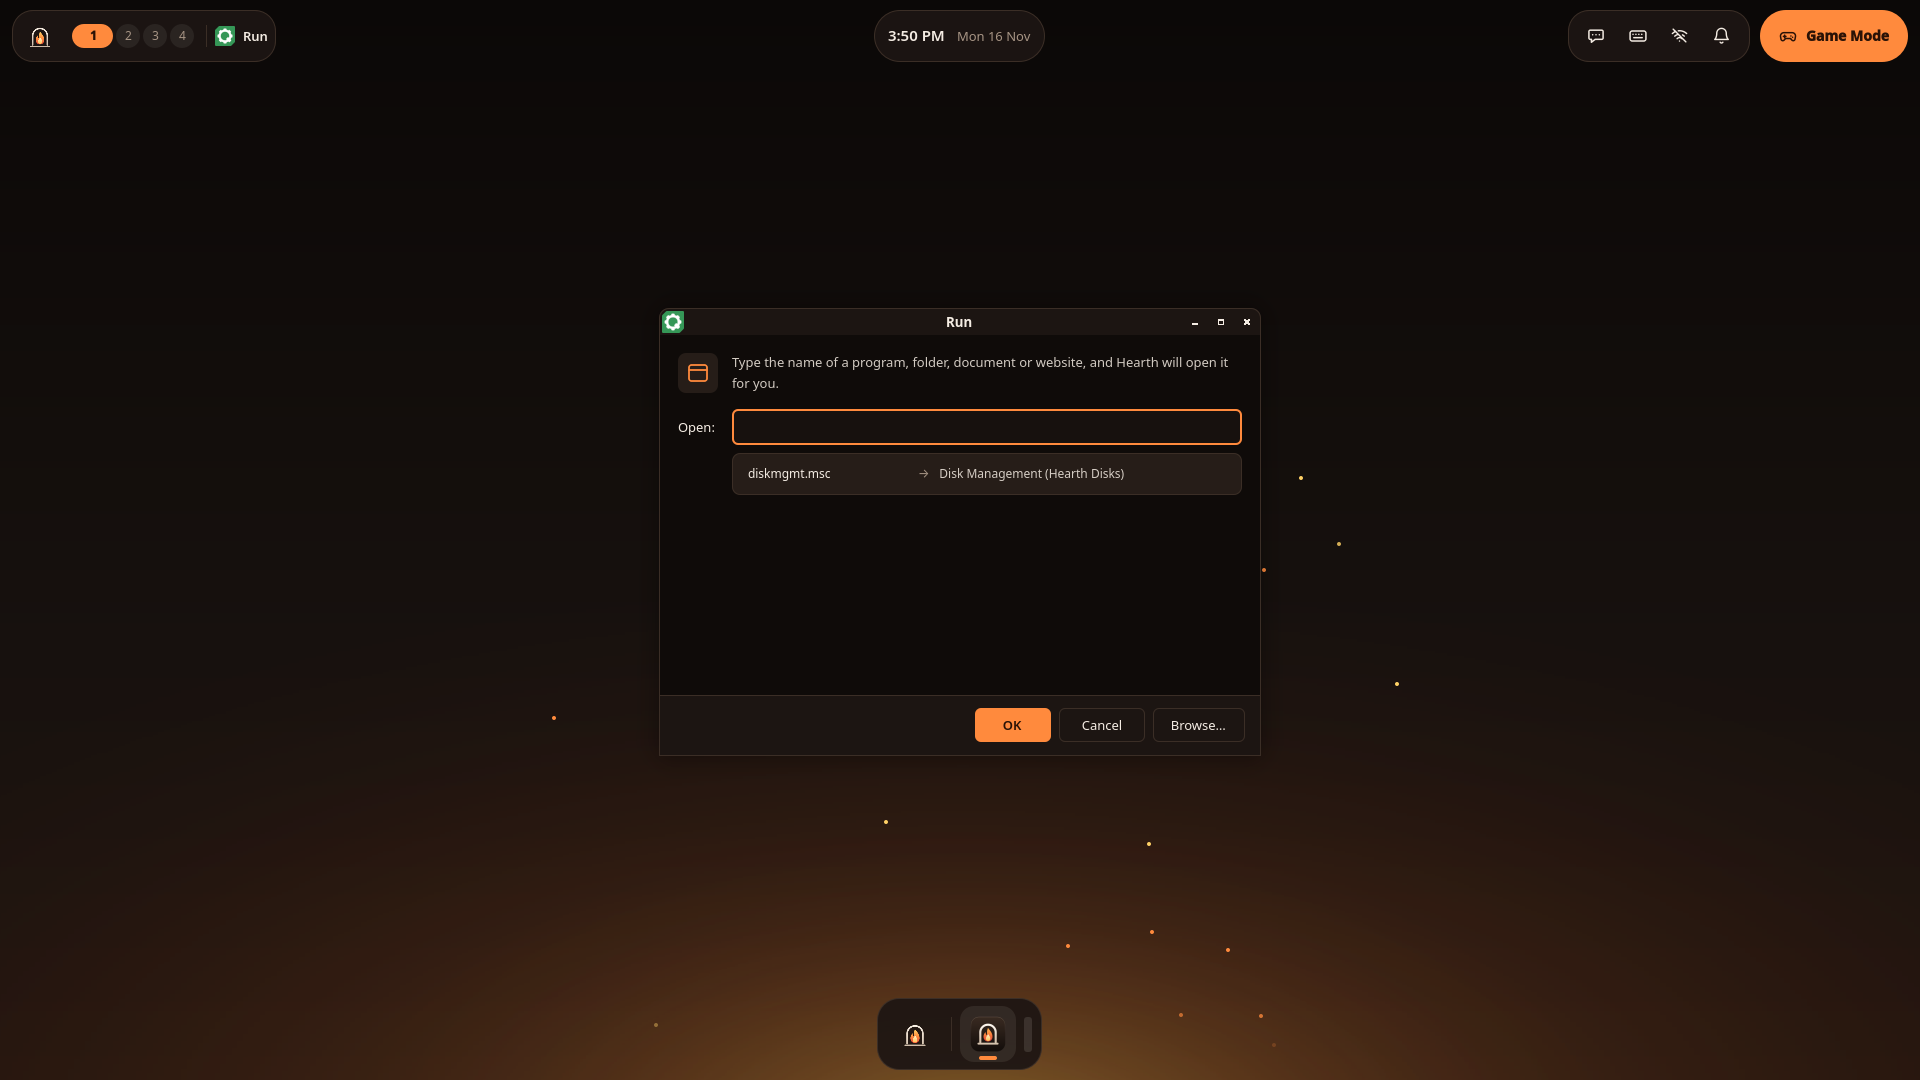 1 2 3 4 Run
3:50 PM Mon 16 Nov
Game Mode
Run
Type the name of a program, folder, document or website, and Hearth will open it
for you.
Open:
diskmgmt.msc → Disk Management (Hearth Disks)
OK Cancel Browse...